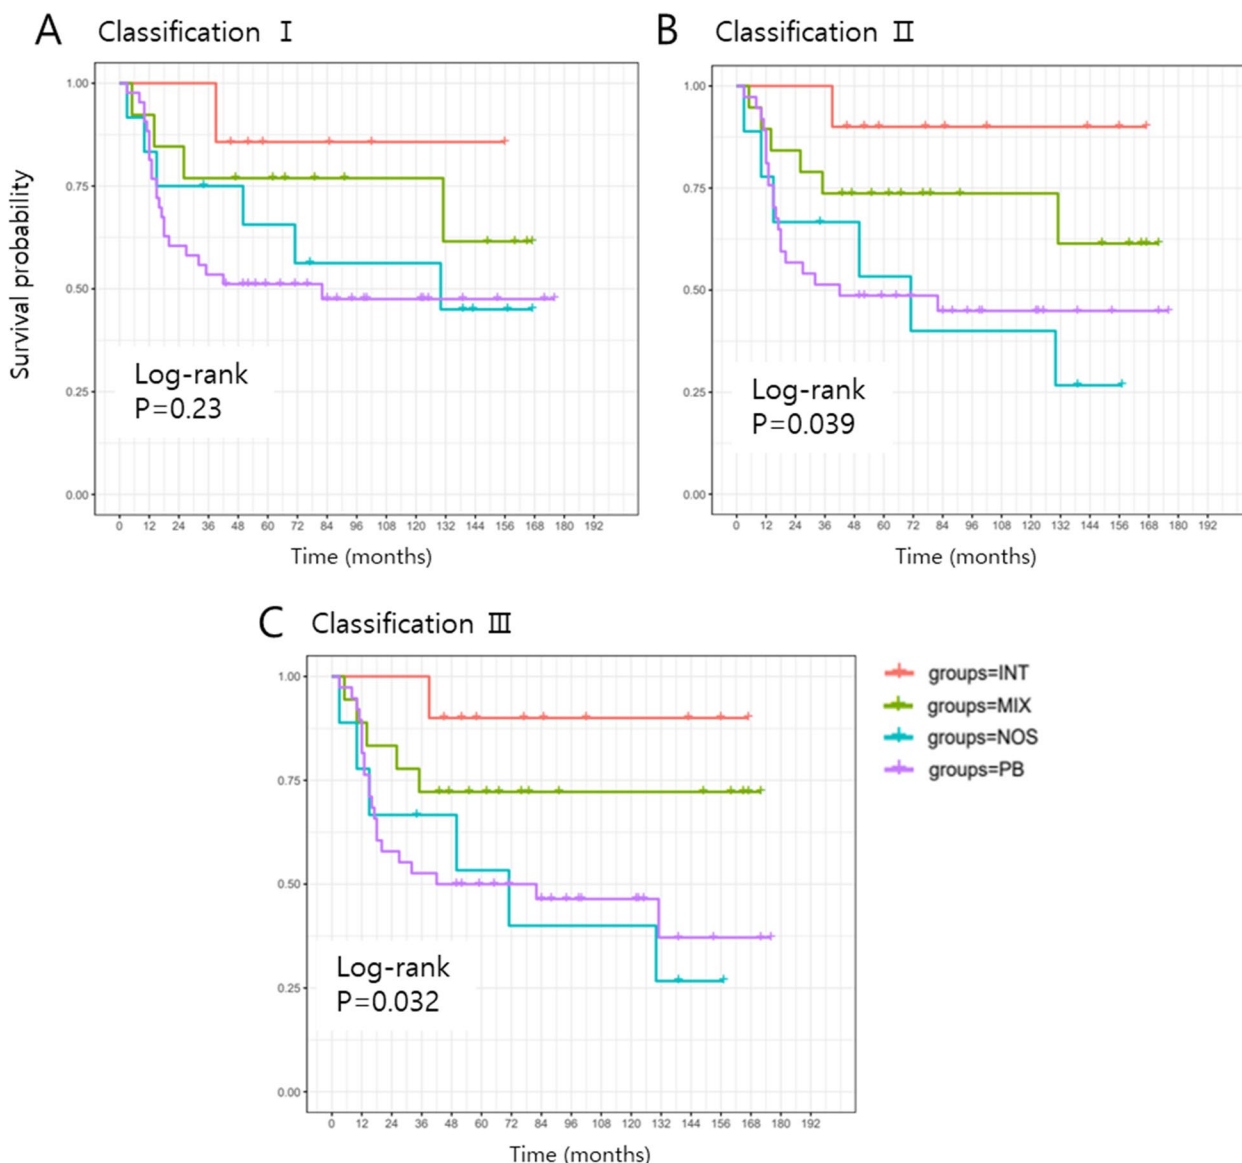 A Classification Ⅰ
1.00
0.75
0.50
0.25
0.00
Survival probability
Log-rank
P=0.23
0 12 24 36 48 60 72 84 96 108 120 132 144 156 168 180 192
Time (months)
B Classification Ⅱ
1.00
0.75
0.50
0.25
0.00
Log-rank
P=0.039
0 12 24 36 48 60 72 84 96 108 120 132 144 156 168 180 192
Time (months)
C Classification Ⅲ
1.00
0.75
0.50
0.25
0.00
Log-rank
P=0.032
0 12 24 36 48 60 72 84 96 108 120 132 144 156 168 180 192
Time (months)
groups=INT
groups=MIX
groups=NOS
groups=PB